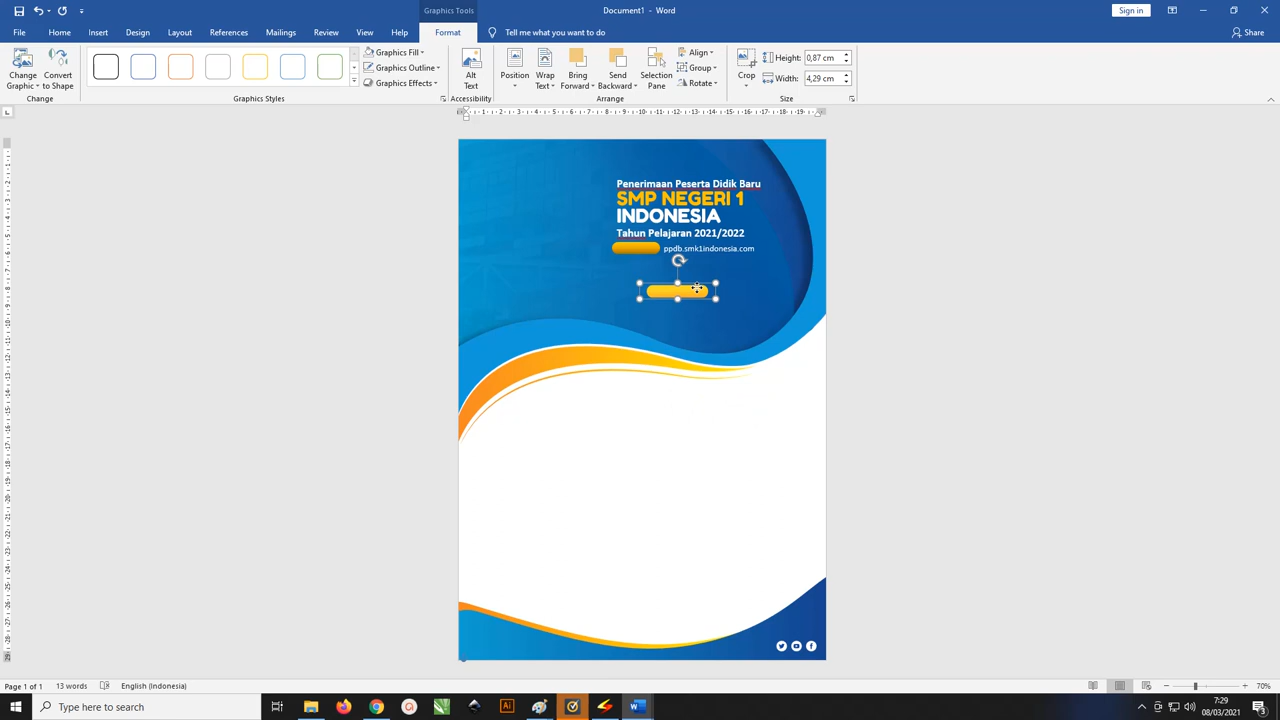 Graphics Tools
Document1 - Word
Sign in
File
Home
Insert
Design
Layout
References
Mailings
Review
View
Help
Format
Tell me what you want to do
Share
Change Graphic
Convert to Shape
Change
Graphics Styles
Graphics Fill
Graphics Outline
Graphics Effects
Alt Text
Accessibility
Position
Wrap Text
Bring Forward
Send Backward
Selection Pane
Align
Group
Rotate
Arrange
Crop
Height: 0,87 cm
Width: 4,29 cm
Size
Penerimaan Peserta Didik Baru
SMP NEGERI 1
INDONESIA
Tahun Pelajaran 2021/2022
ppdb.smk1indonesia.com
Page 1 of 1
13 words
English (Indonesia)
70%
Type here to search
7:29
08/03/2021